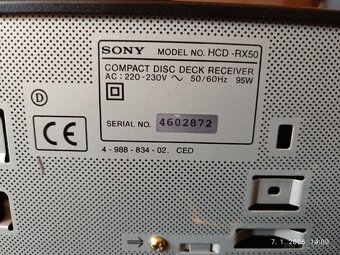 SONY MODEL NO. HCD-RX50
COMPACT DISC DECK RECEIVER
AC : 220-230V ~ 50/60Hz 95W
D
SERIAL NO. 4602872
CE
4 - 988 - 834 - 02. CED
7. 1. 2026 14:00